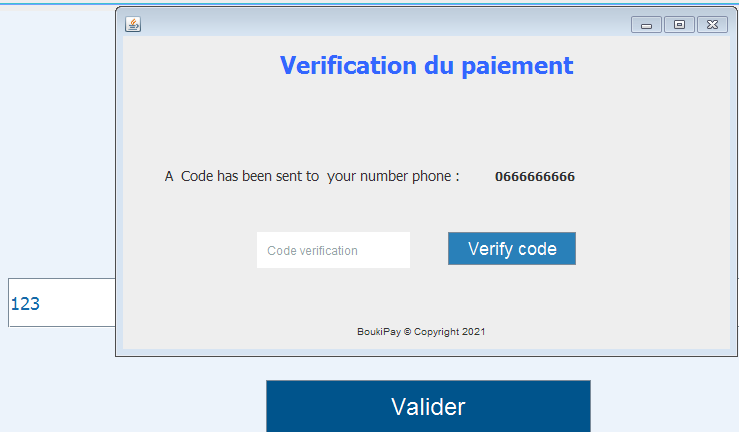 Verification du paiement
A Code has been sent to your number phone : 0666666666
Code verification Verify code
123
BoukiPay © Copyright 2021
Valider